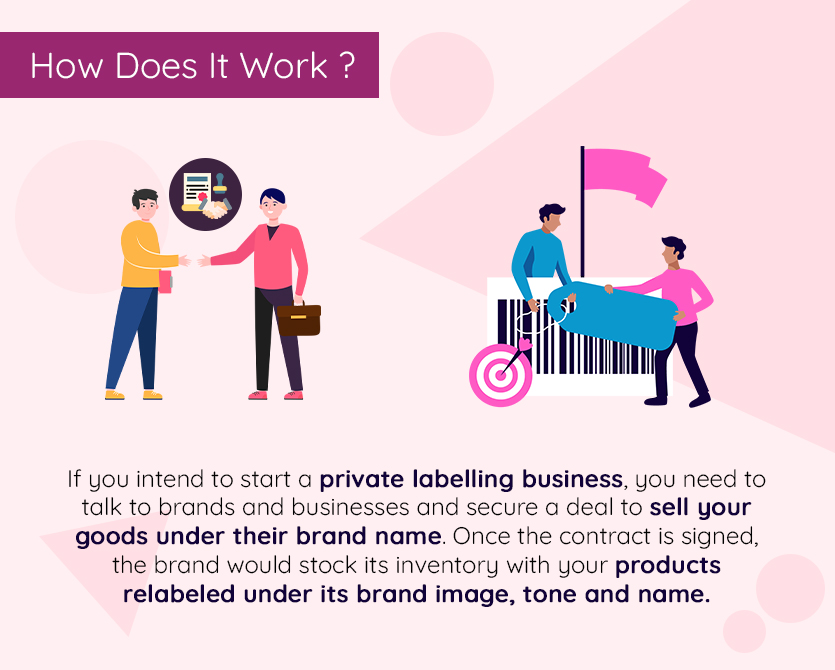 How Does It Work ?
If you intend to start a private labelling business, you need to
talk to brands and businesses and secure a deal to sell your
goods under their brand name. Once the contract is signed,
the brand would stock its inventory with your products
relabeled under its brand image, tone and name.